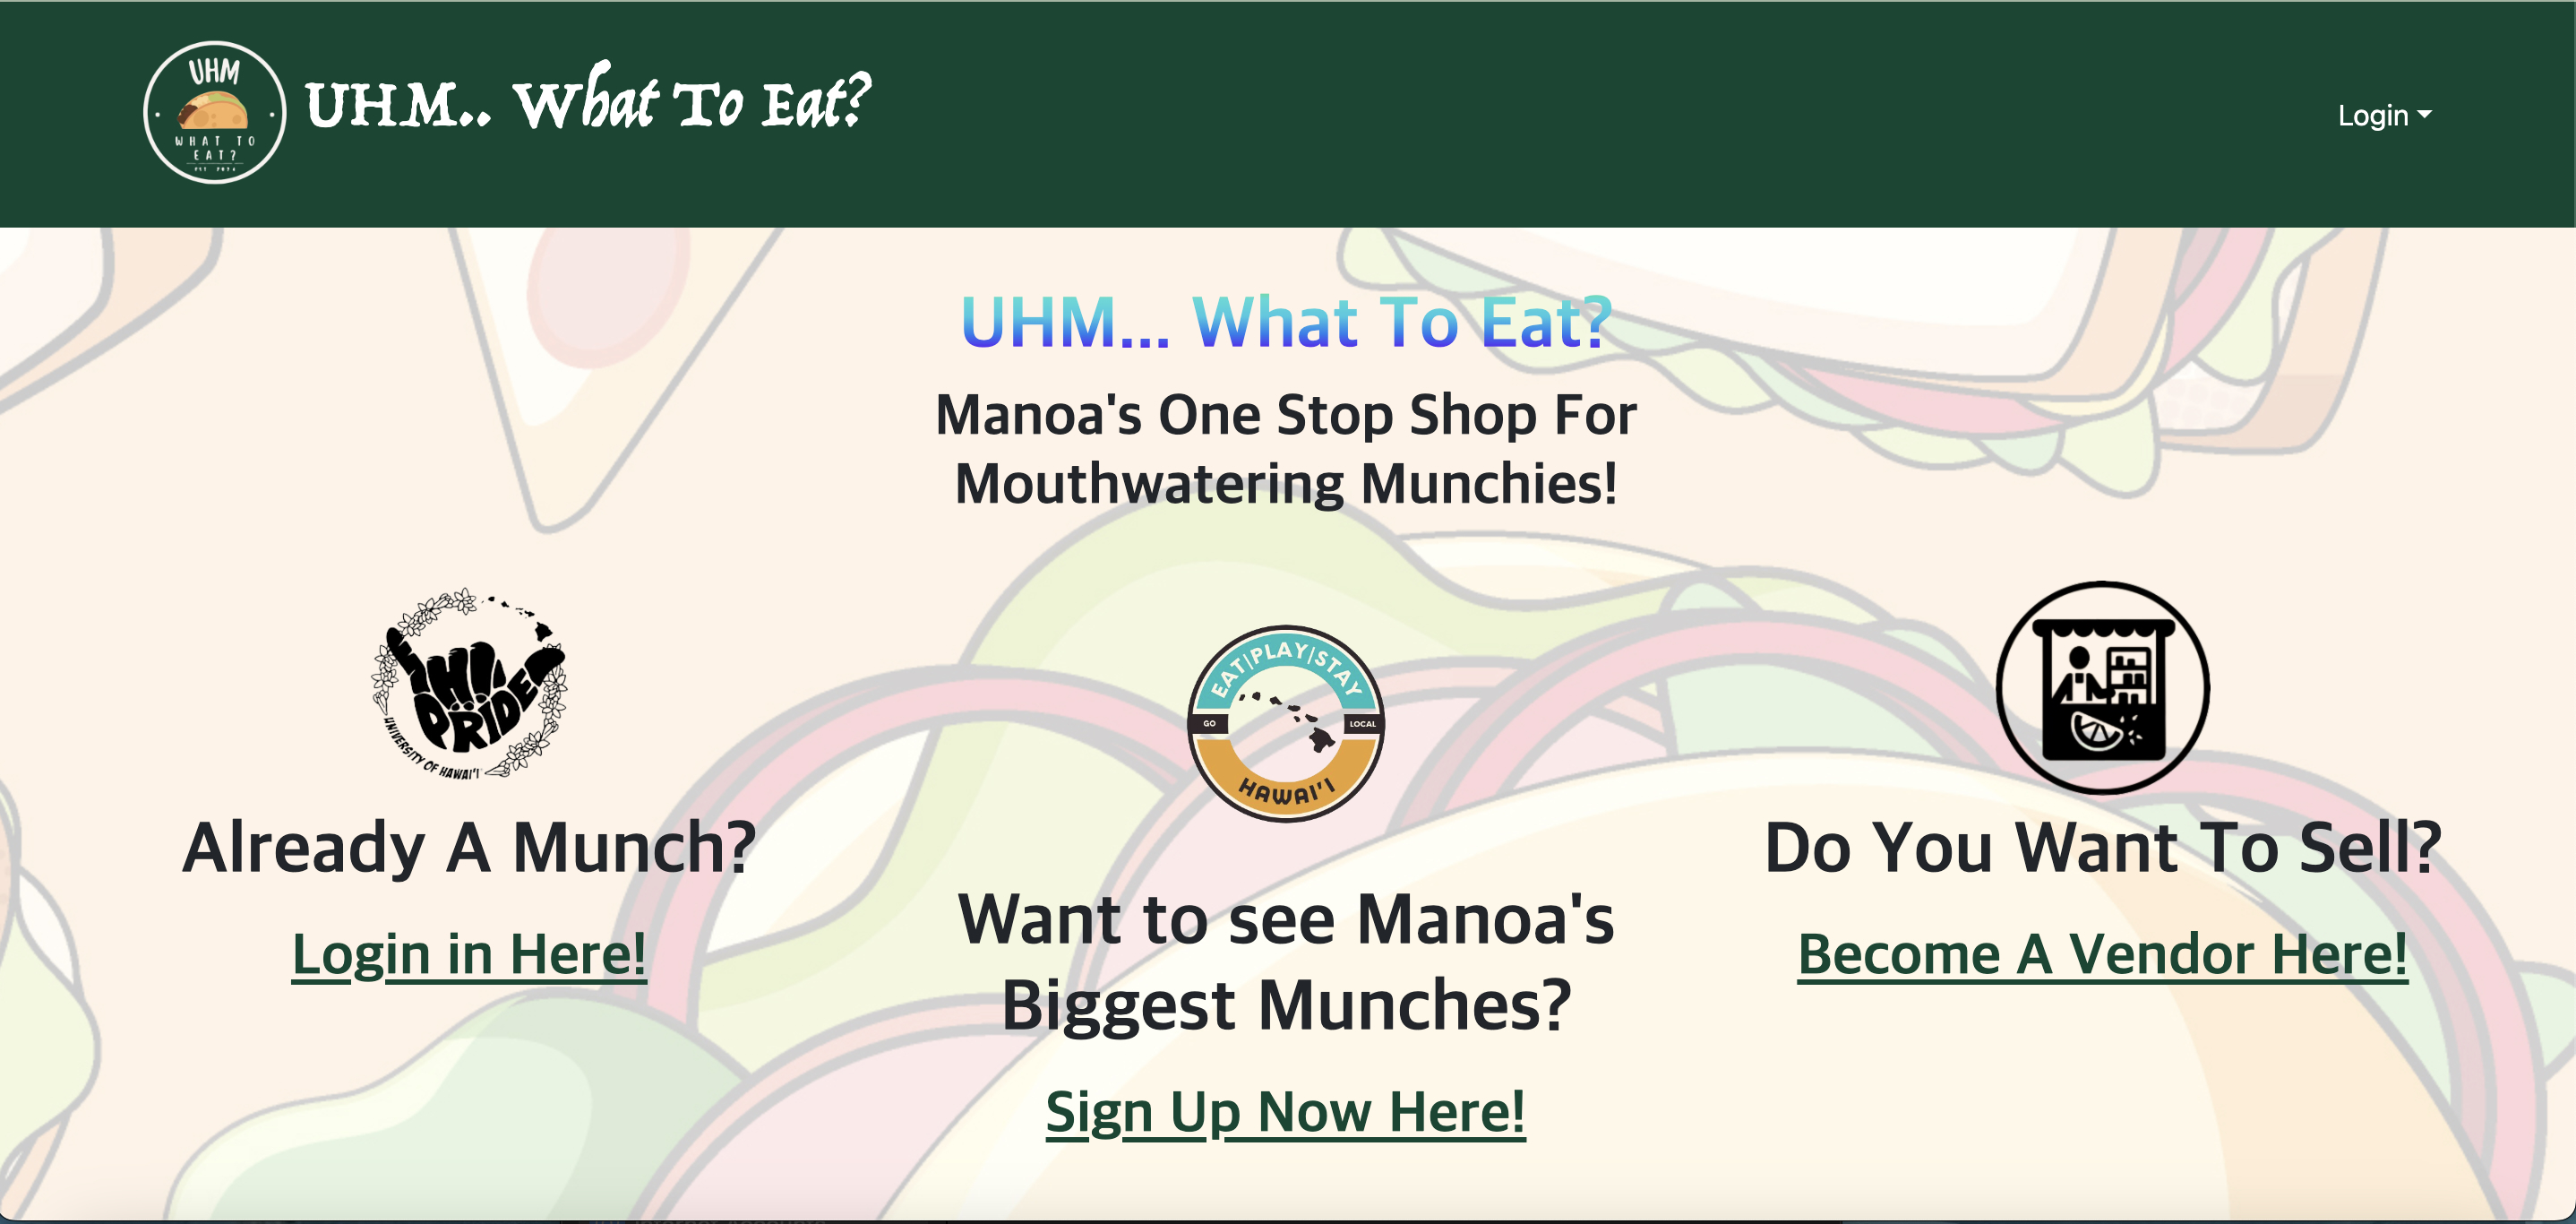 UHM
WHAT TO
EAT?
UHM.. What To Eat?
Login
UHM... What To Eat?
Manoa's One Stop Shop For
Mouthwatering Munchies!
HI
PRIDE
UNIVERSITY OF HAWAI'I
Already A Munch?
Login in Here!
EAT|PLAY|STAY
GO
LOCAL
HAWAI'I
Want to see Manoa's
Biggest Munches?
Sign Up Now Here!
Do You Want To Sell?
Become A Vendor Here!